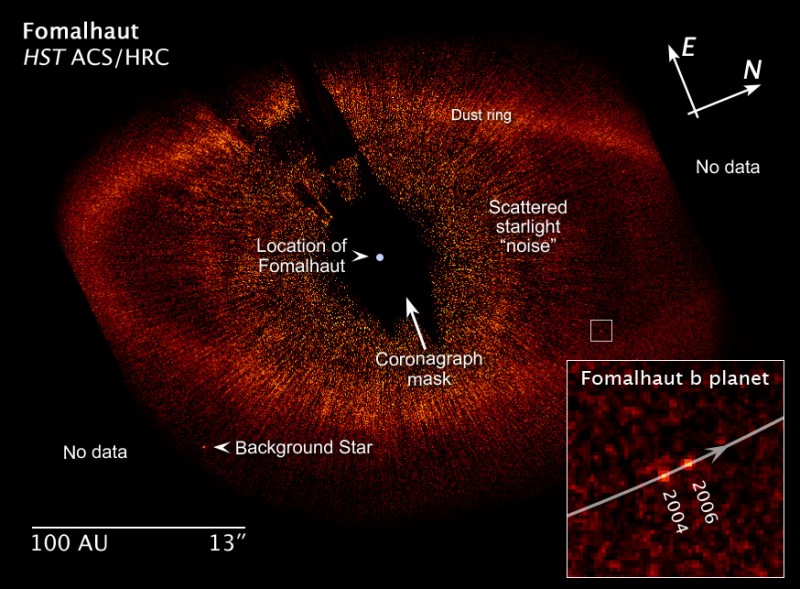 Fomalhaut
HST ACS/HRC
E
N
Dust ring
No data
Scattered
starlight
“noise”
Location of
Fomalhaut
Coronagraph
mask
Fomalhaut b planet
No data
Background Star
2006
2004
100 AU 13″